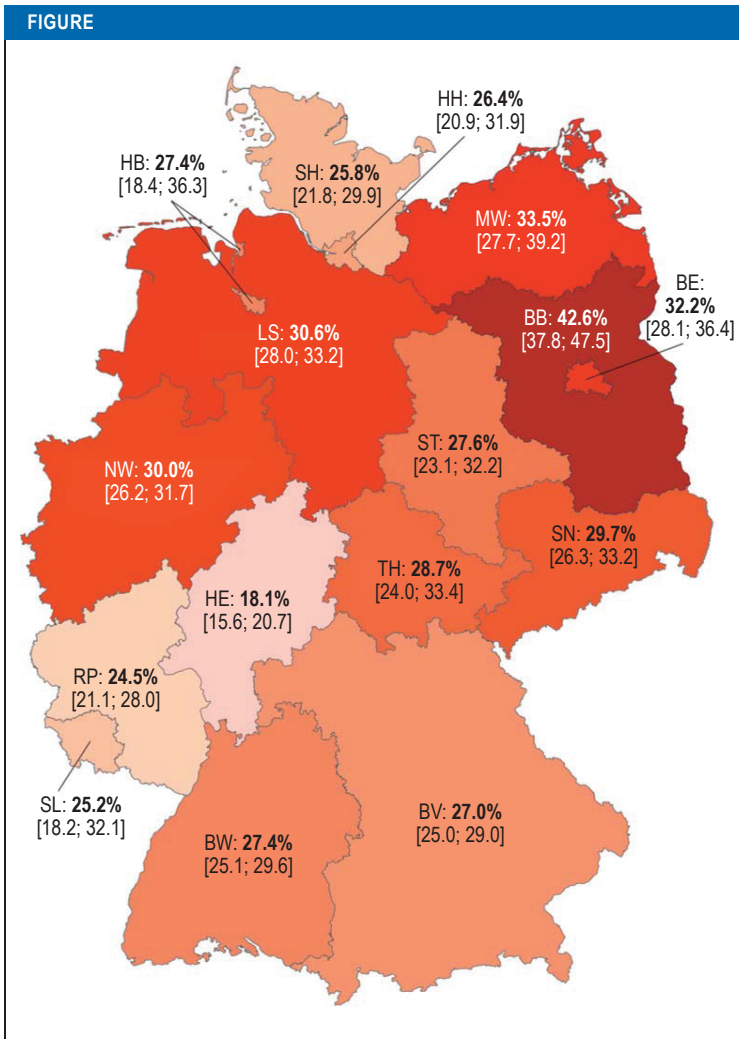 FIGURE
HH: 26.4%
[20.9; 31.9]
HB: 27.4%
[18.4; 36.3]
SH: 25.8%
[21.8; 29.9]
MW: 33.5%
[27.7; 39.2]
BE:
32.2%
[28.1; 36.4]
BB: 42.6%
[37.8; 47.5]
LS: 30.6%
[28.0; 33.2]
ST: 27.6%
[23.1; 32.2]
NW: 30.0%
[26.2; 31.7]
SN: 29.7%
[26.3; 33.2]
TH: 28.7%
[24.0; 33.4]
HE: 18.1%
[15.6; 20.7]
RP: 24.5%
[21.1; 28.0]
SL: 25.2%
[18.2; 32.1]
BV: 27.0%
[25.0; 29.0]
BW: 27.4%
[25.1; 29.6]